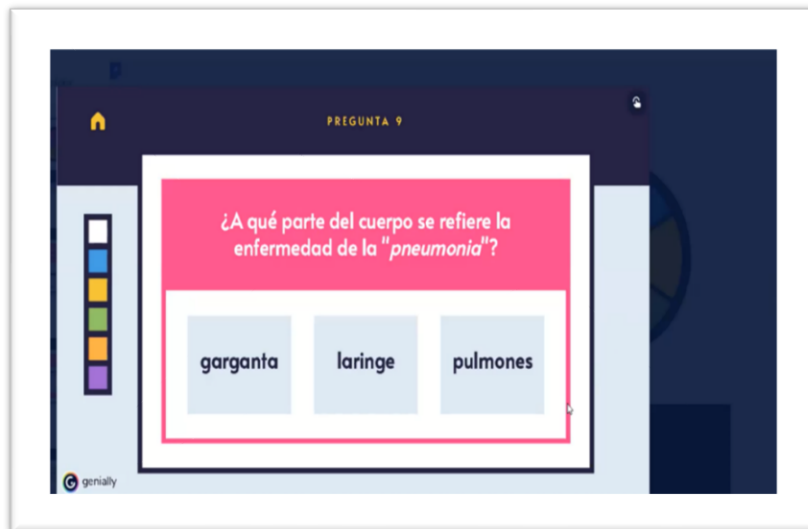 PREGUNTA 9
¿A qué parte del cuerpo se refiere la
enfermedad de la "pneumonia"?
garganta
laringe
pulmones
genially